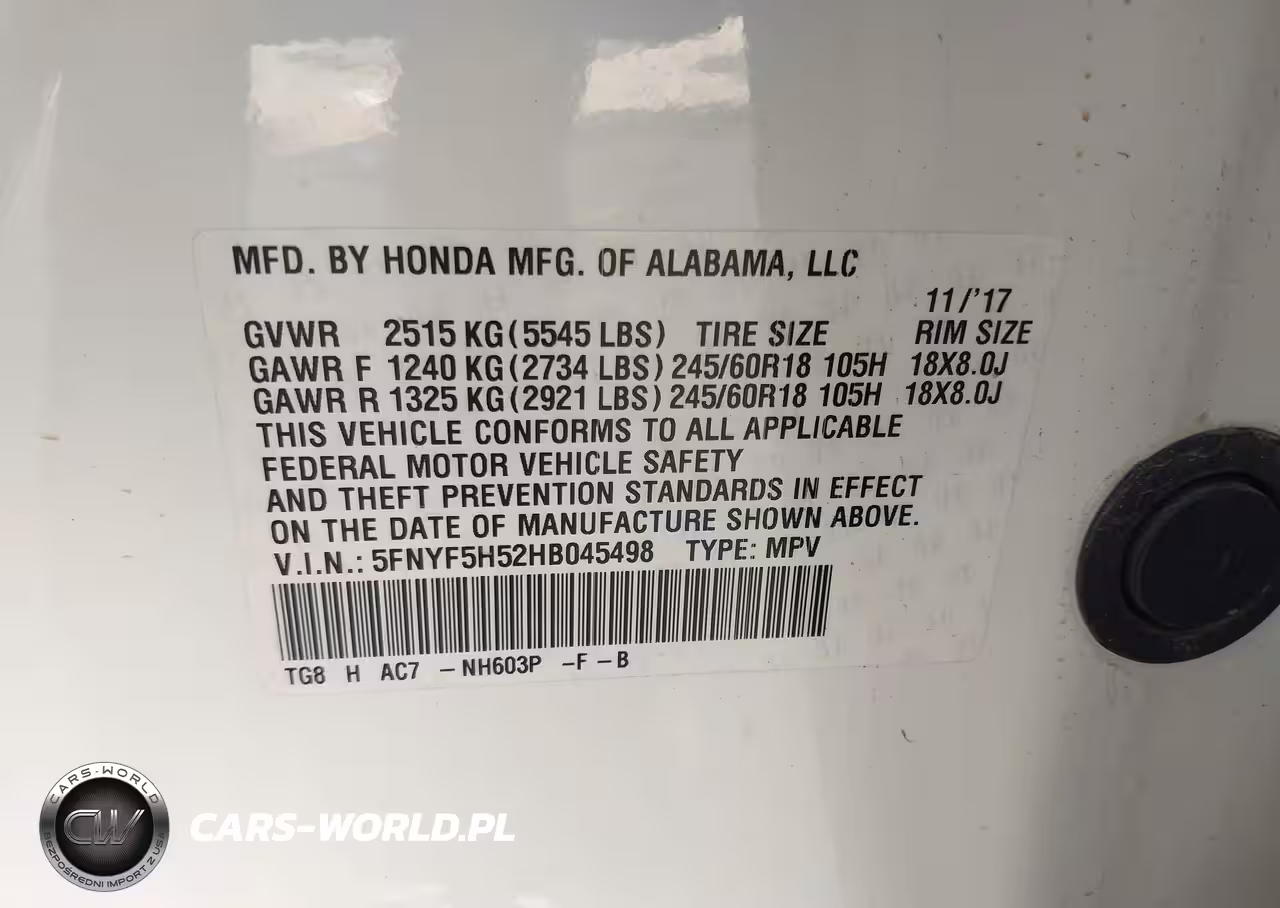 MFD. BY HONDA MFG. OF ALABAMA, LLC
11/'17
GVWR 2515 KG (5545 LBS) TIRE SIZE RIM SIZE
GAWR F 1240 KG (2734 LBS) 245/60R18 105H 18X8.0J
GAWR R 1325 KG (2921 LBS) 245/60R18 105H 18X8.0J
THIS VEHICLE CONFORMS TO ALL APPLICABLE
FEDERAL MOTOR VEHICLE SAFETY
AND THEFT PREVENTION STANDARDS IN EFFECT
ON THE DATE OF MANUFACTURE SHOWN ABOVE.
V.I.N.: 5FNYF5H52HB045498 TYPE: MPV
TG8 H AC7 -NH603P -F-B
CARS-WORLD
CW
BEZPOŚREDNI IMPORT Z USA
CARS-WORLD.PL